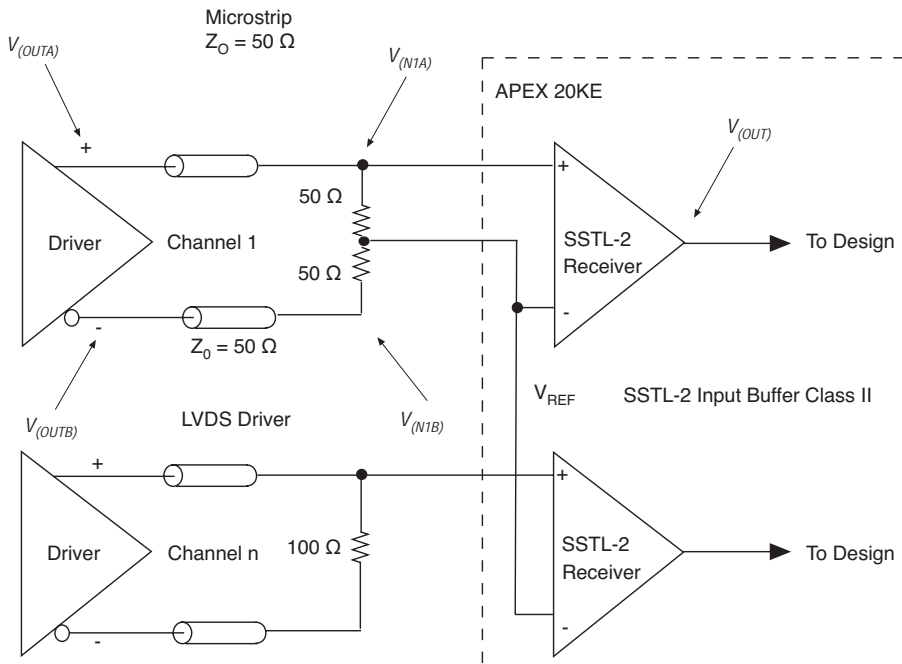 Microstrip
Z_O = 50 Ω
V_(OUTA)
V_(N1A)
APEX 20KE
V_(OUT)
+
+
50 Ω
Driver
Channel 1
SSTL-2
Receiver
To Design
50 Ω
-
-
Z_0 = 50 Ω
V_REF
SSTL-2 Input Buffer Class II
V_(OUTB)
LVDS Driver
V_(N1B)
+
+
Driver
Channel n
100 Ω
SSTL-2
Receiver
To Design
-
-